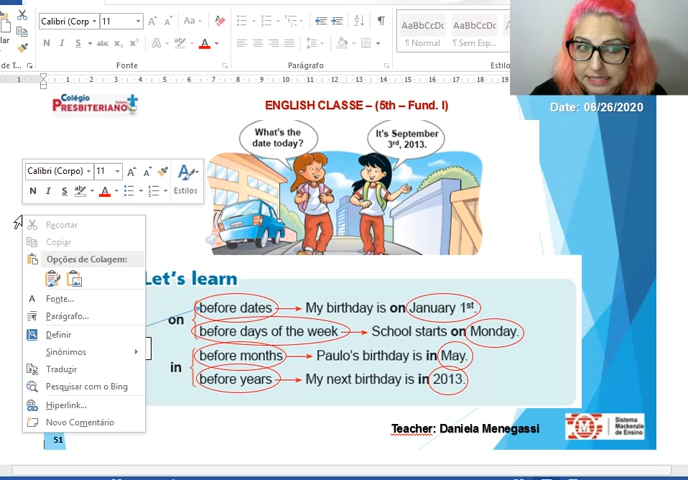 Calibri (Corp
11
Fonte
Parágrafo
AaBbCcDc
AaBbCcDc
¶ Normal
¶ Sem Espa...
Colégio
PRESBITERIANO
ENGLISH CLASSE – (5th – Fund. I)
Date: 06/26/2020
What's the
date today?
It's September
3rd, 2013.
Calibri (Corpo)
11
N I S
Estilos
Recortar
Copiar
Opções de Colagem:
Fonte...
Parágrafo...
Definir
Sinônimos
Traduzir
Pesquisar com o Bing
Hiperlink...
Novo Comentário
Let's learn
on
before dates → My birthday is on January 1st.
before days of the week → School starts on Monday.
in
before months → Paulo's birthday is in May.
before years → My next birthday is in 2013.
Teacher: Daniela Menegassi
Sistema
Mackenzie
de Ensino
51